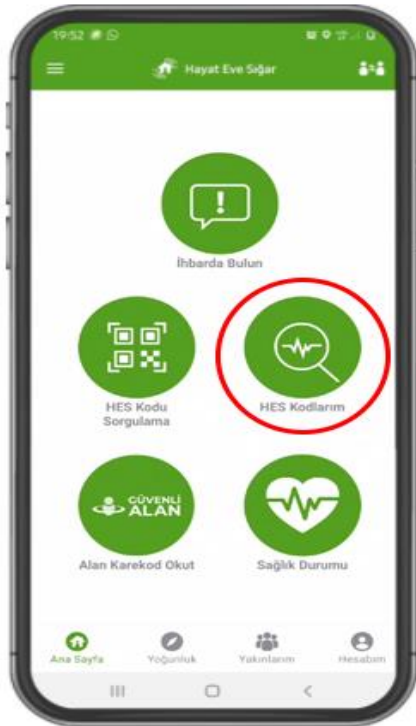 19:52
Hayat Eve Sığar
İhbarda Bulun
HES Kodu
Sorgulama
HES Kodlarım
GÜVENLİ
ALAN
Alan Karekod Okut
Sağlık Durumu
Ana Sayfa
Yoğunluk
Yakınlarım
Hesabım